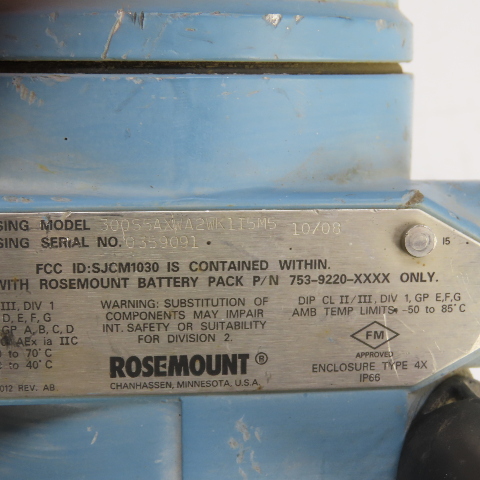 SING MODEL 3005SAXWA2WK1I5M5 10/08
SING SERIAL NO. 0359091
I5
FCC ID:SJCM1030 IS CONTAINED WITHIN.
WITH ROSEMOUNT BATTERY PACK P/N 753-9220-XXXX ONLY.
III, DIV 1
D, E, F, G
GP A, B, C, D
AEx ia IIC
TO 70°C
TO 40°C
WARNING: SUBSTITUTION OF
COMPONENTS MAY IMPAIR
INT. SAFETY OR SUITABILITY
FOR DIVISION 2.
DIP CL II/III, DIV 1, GP E,F,G
AMB TEMP LIMITS -50 to 85°C
FM
APPROVED
ROSEMOUNT®
CHANHASSEN, MINNESOTA, U.S.A.
ENCLOSURE TYPE 4X
IP66
012 REV. AB